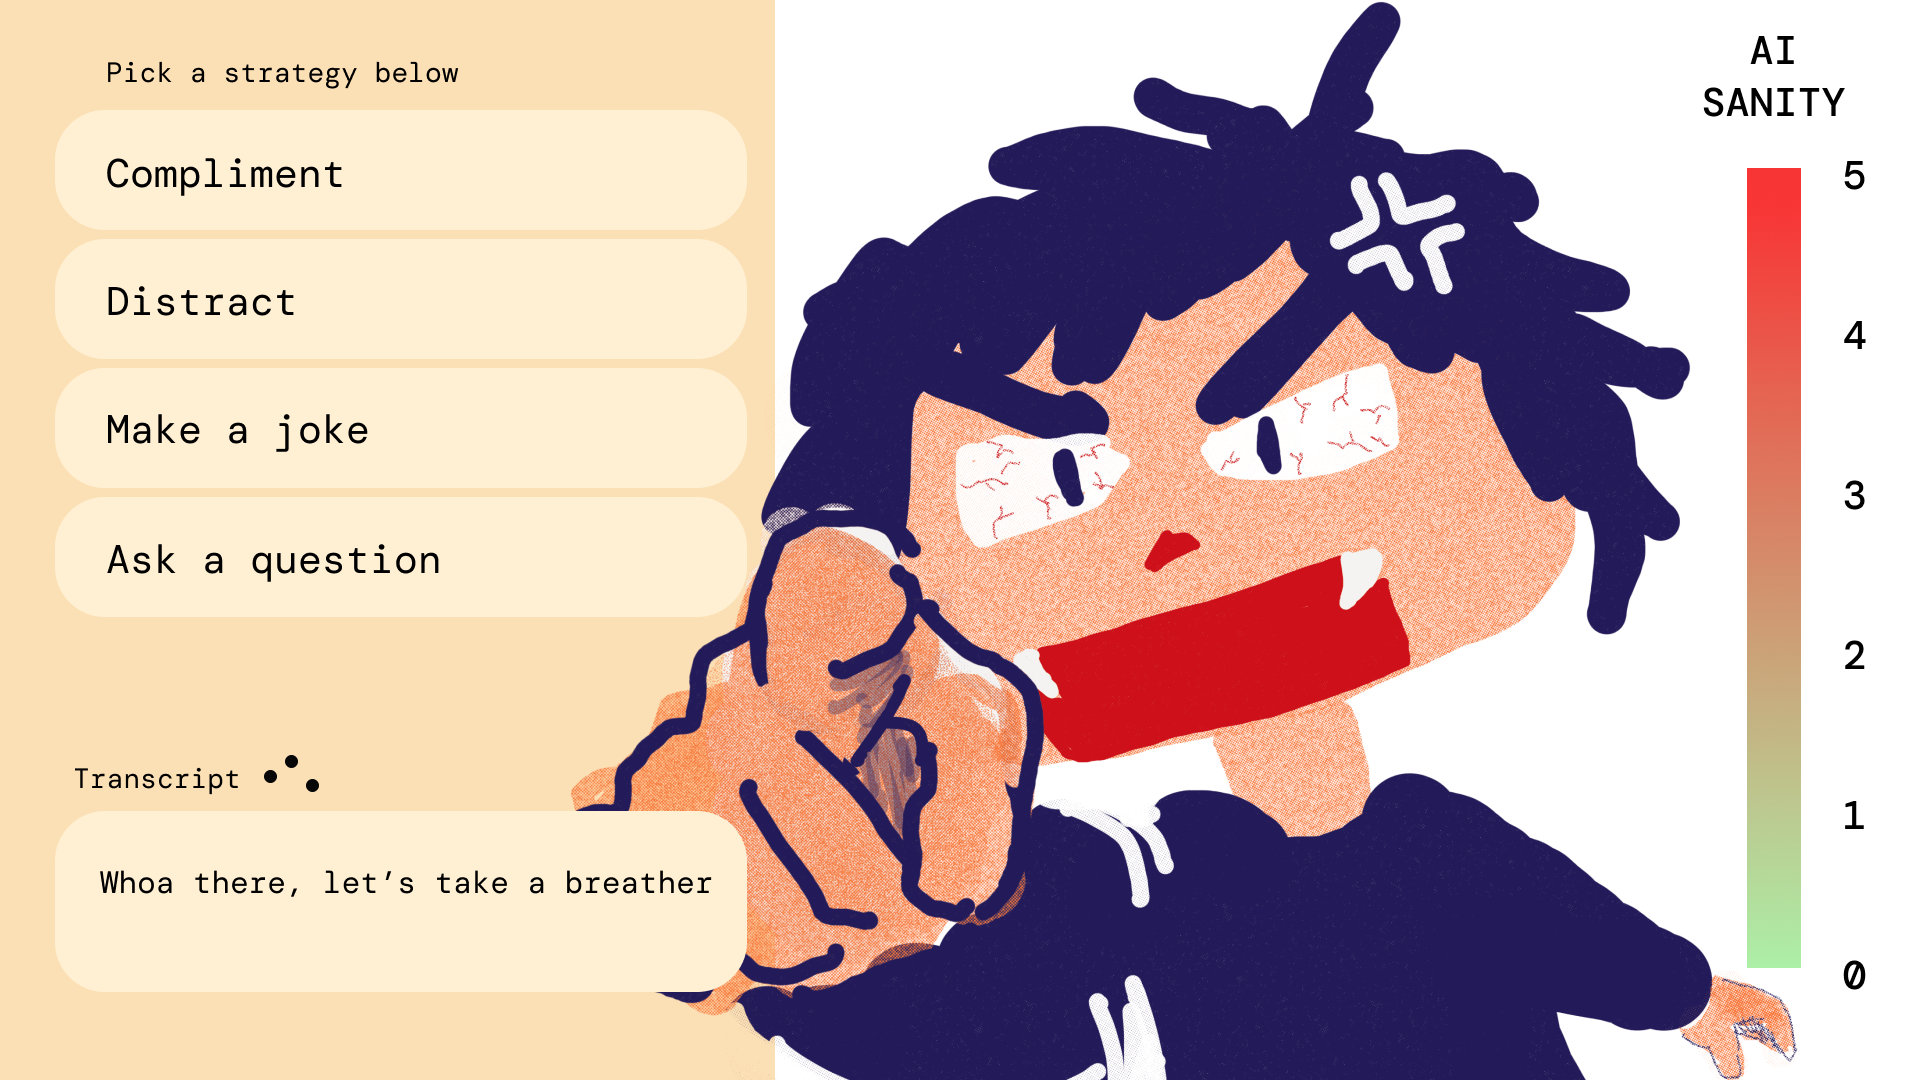 Pick a strategy below
Compliment
Distract
Make a joke
Ask a question
Transcript
Whoa there, let’s take a breather
AI
SANITY
5
4
3
2
1
0